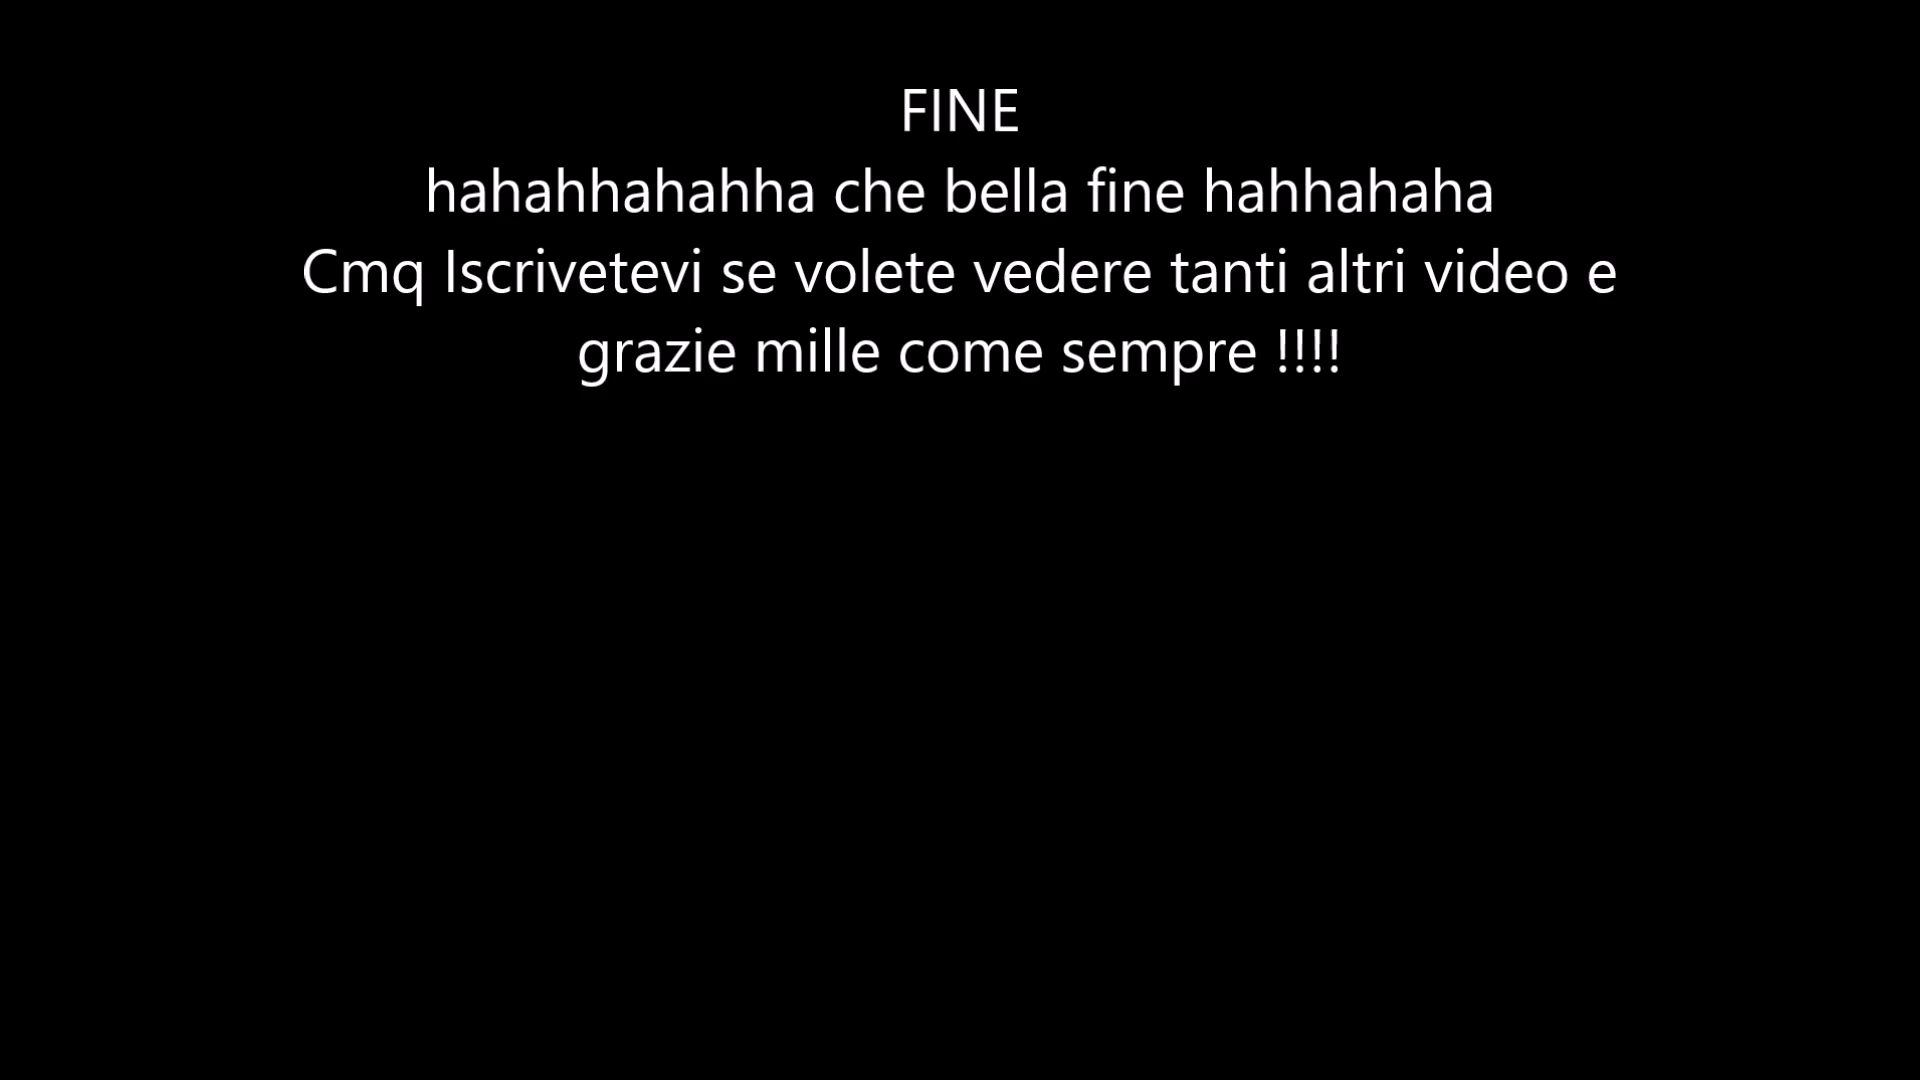 FINE
hahahhahahha che bella fine hahhahaha
Cmq Iscrivetevi se volete vedere tanti altri video e
grazie mille come sempre !!!!